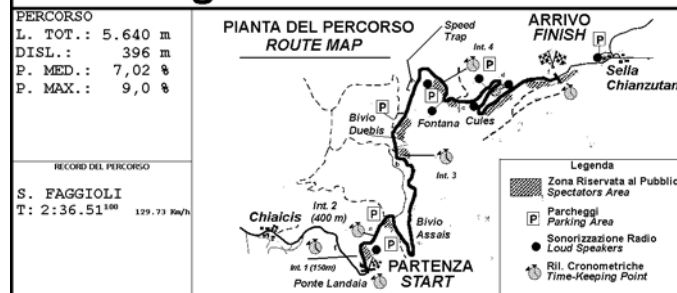 PERCORSO
L. TOT.: 5.640 m
DISL.: 396 m
P. MED.: 7,02 %
P. MAX.: 9,0 %
RECORD DEL PERCORSO
S. FAGGIOLI
T: 2:36.51¹⁰⁰ 129.73 Km/h
PIANTA DEL PERCORSO
ROUTE MAP
Speed
Trap
Int. 4
P
ARRIVO
FINISH
P
Sella
Chianzutan
P
P
Bivio
Duebis
Fontana
Cuies
Int. 3
Int. 2
(400 m)
P
Chiaicis
P
Bivio
Assais
Int. 1 (150m)
PARTENZA
START
Ponte Landaia
Legenda
Zona Riservata al Pubblic
Spectators Area
P
Parcheggi
Parking Area
Sonorizzazione Radio
Loud Speakers
Ril. Cronometriche
Time-Keeping Point